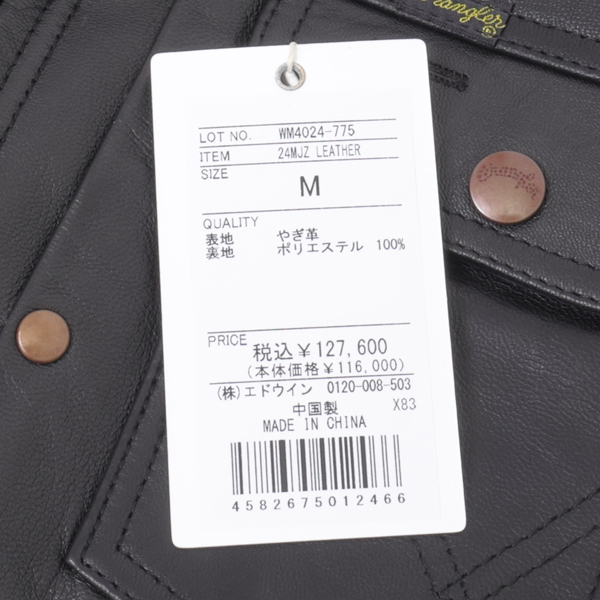 Wrangler
Wrangler
LOT NO. WM4024-775
ITEM 24MJZ LEATHER
SIZE
M
QUALITY
表地 やぎ革
裏地 ポリエステル 100%
PRICE
税込¥127,600
(本体価格¥116,000)
(株)エドウイン 0120-008-503
中国製 X83
MADE IN CHINA
4582675012466